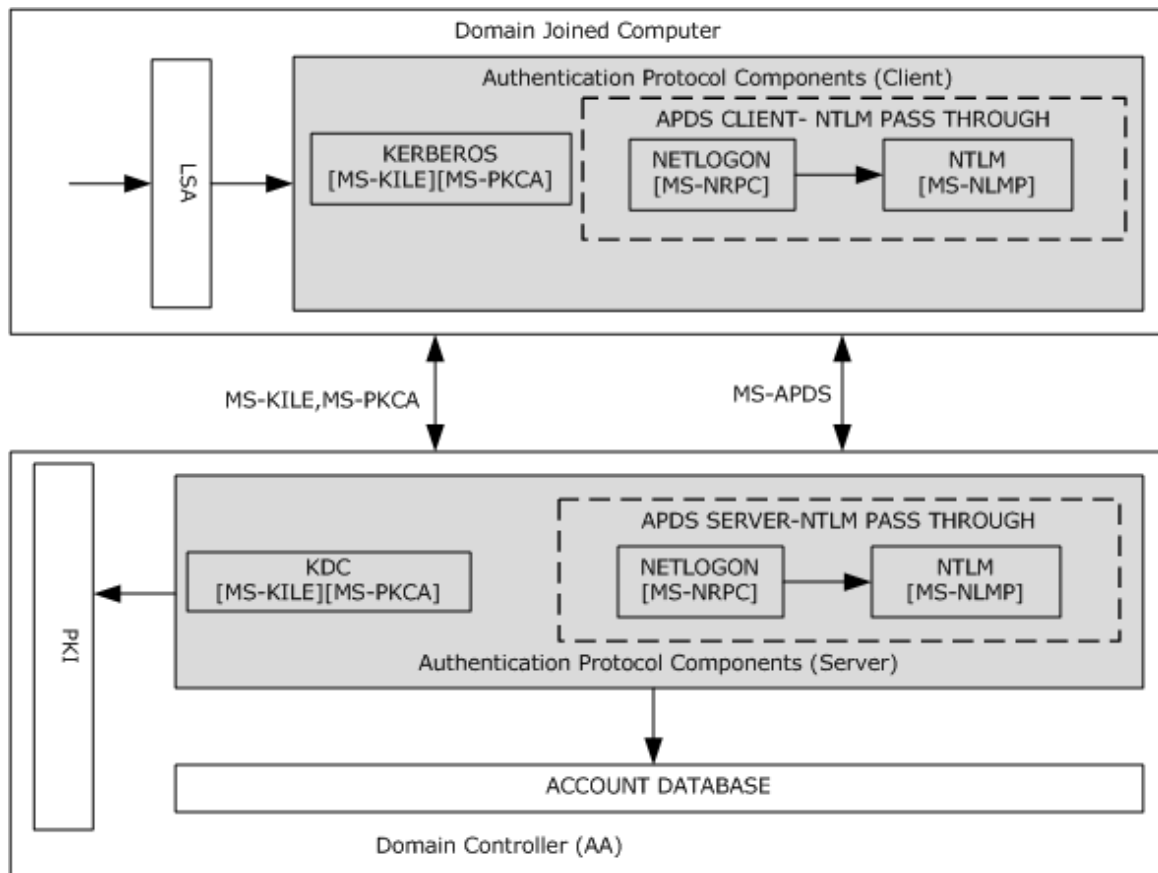 Domain Joined Computer
Authentication Protocol Components (Client)
APDS CLIENT- NTLM PASS THROUGH
LSA
KERBEROS
[MS-KILE][MS-PKCA]
NETLOGON
[MS-NRPC]
NTLM
[MS-NLMP]
MS-KILE,MS-PKCA
MS-APDS
PKI
APDS SERVER-NTLM PASS THROUGH
KDC
[MS-KILE][MS-PKCA]
NETLOGON
[MS-NRPC]
NTLM
[MS-NLMP]
Authentication Protocol Components (Server)
ACCOUNT DATABASE
Domain Controller (AA)